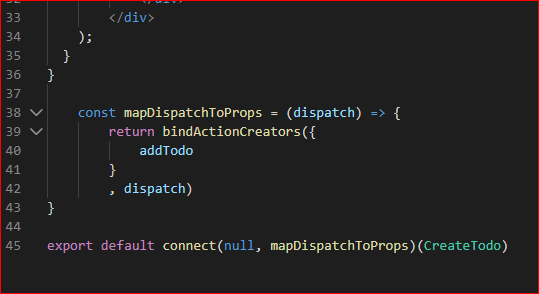 32 </div>
33 </div>
34 );
35 }
36 }
37
38 const mapDispatchToProps = (dispatch) => {
39 return bindActionCreators({
40 addTodo
41 }
42 , dispatch)
43 }
44
45 export default connect(null, mapDispatchToProps)(CreateTodo)